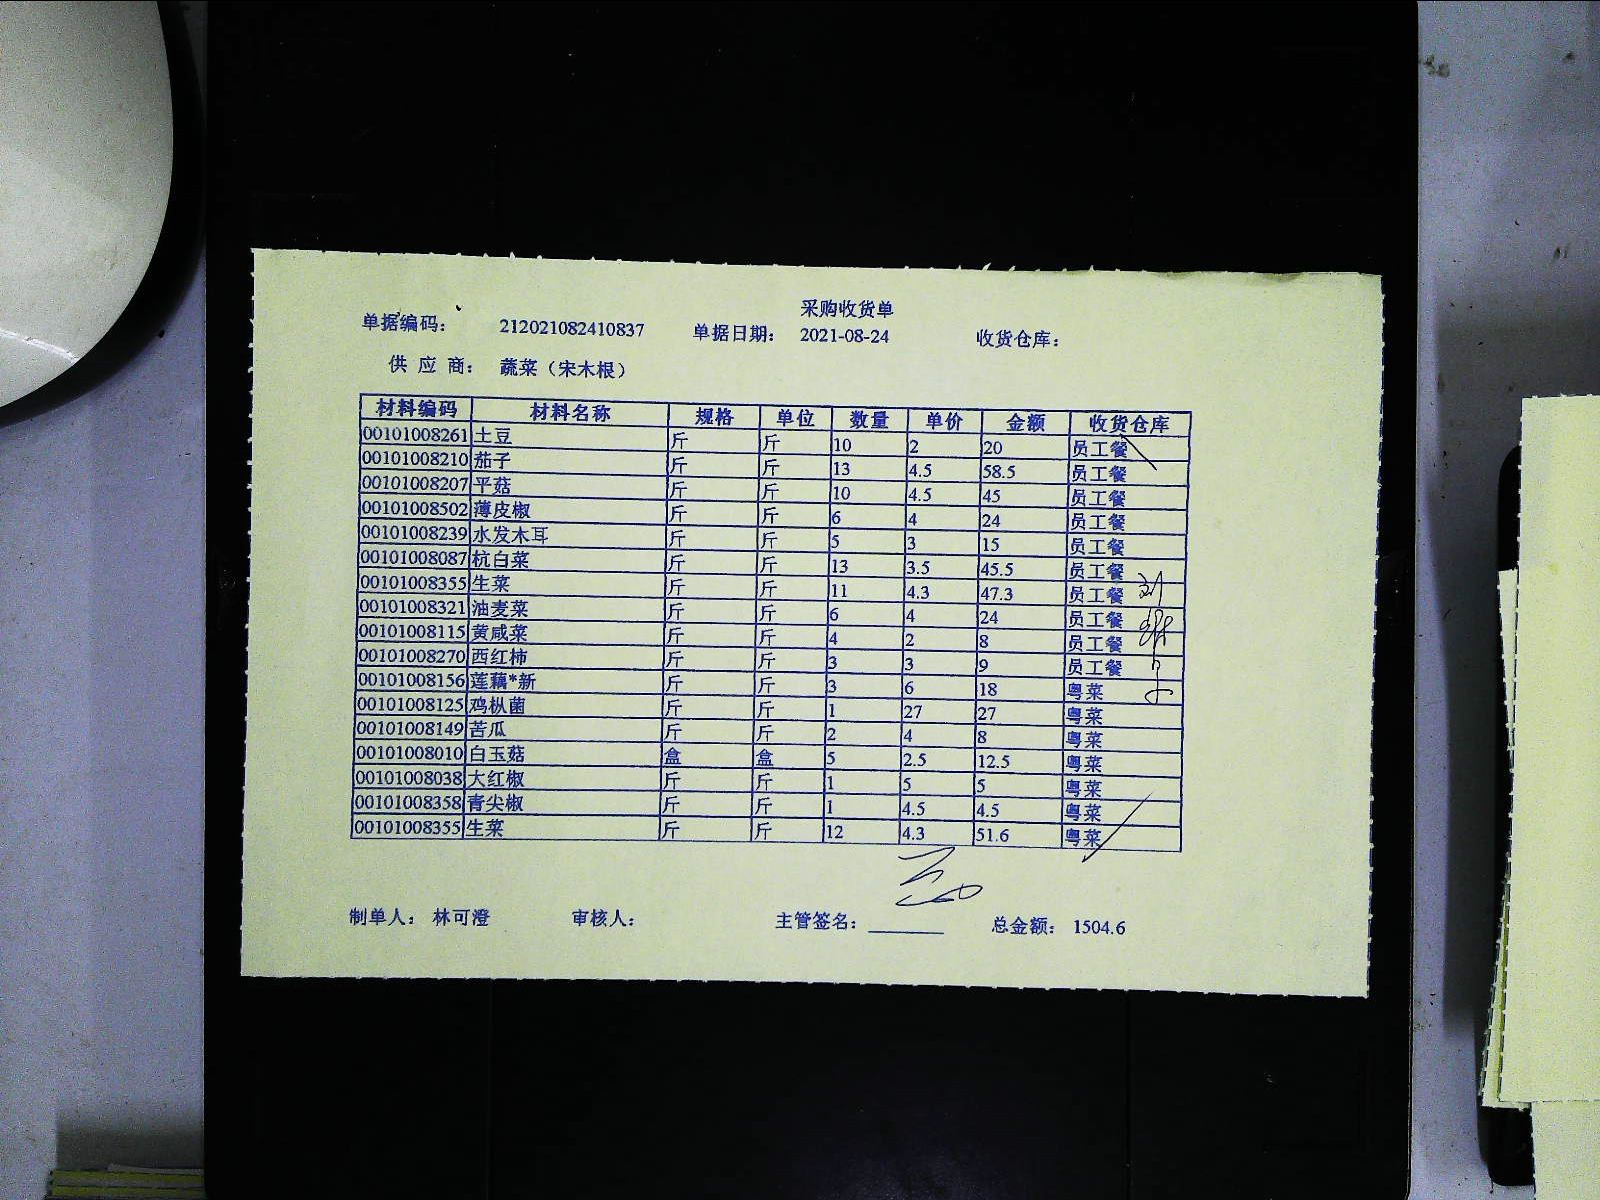 采购收货单
单据编码： 212021082410837 单据日期： 2021-08-24 收货仓库：
供 应 商： 蔬菜（宋木根）
材料编码 材料名称 规格 单位 数量 单价 金额 收货仓库
00101008261 土豆 斤 斤 10 2 20 员工餐
00101008210 茄子 斤 斤 13 4.5 58.5 员工餐
00101008207 平菇 斤 斤 10 4.5 45 员工餐
00101008502 薄皮椒 斤 斤 6 4 24 员工餐
00101008239 水发木耳 斤 斤 5 3 15 员工餐
00101008087 杭白菜 斤 斤 13 3.5 45.5 员工餐
00101008355 生菜 斤 斤 11 4.3 47.3 员工餐
00101008321 油麦菜 斤 斤 6 4 24 员工餐
00101008115 黄咸菜 斤 斤 4 2 8 员工餐
00101008270 西红柿 斤 斤 3 3 9 员工餐
00101008156 莲藕*新 斤 斤 3 6 18 粤菜
00101008125 鸡枞菌 斤 斤 1 27 27 粤菜
00101008149 苦瓜 斤 斤 2 4 8 粤菜
00101008010 白玉菇 盒 盒 5 2.5 12.5 粤菜
00101008038 大红椒 斤 斤 1 5 5 粤菜
00101008358 青尖椒 斤 斤 1 4.5 4.5 粤菜
00101008355 生菜 斤 斤 12 4.3 51.6 粤菜
制单人： 林可澄 审核人： 主管签名： 总金额： 1504.6